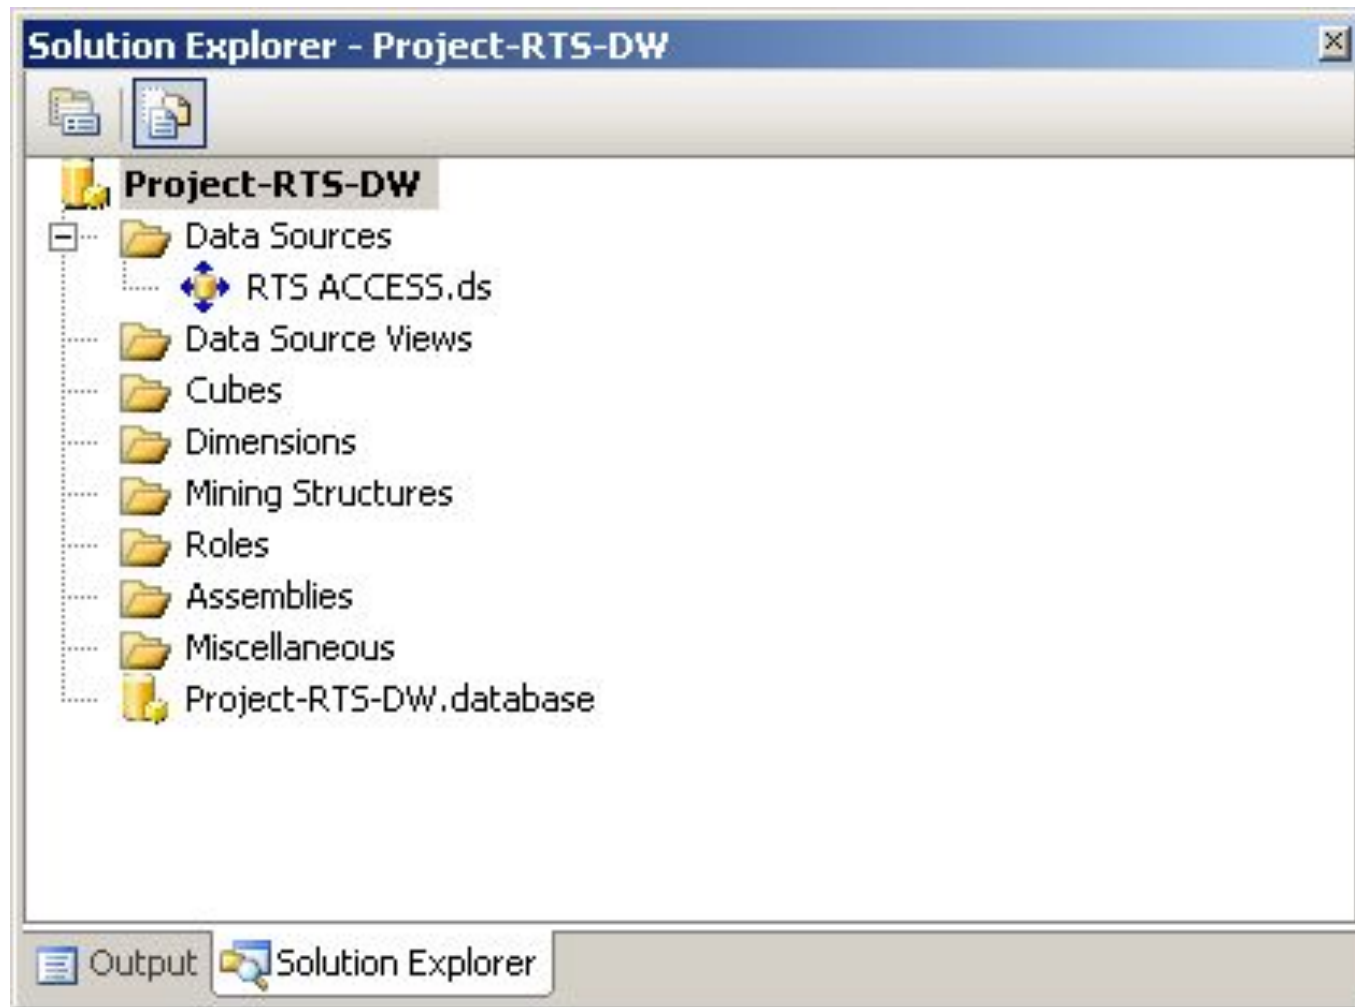 Solution Explorer - Project-RTS-DW
Project-RTS-DW
Data Sources
RTS ACCESS.ds
Data Source Views
Cubes
Dimensions
Mining Structures
Roles
Assemblies
Miscellaneous
Project-RTS-DW.database
Output Solution Explorer